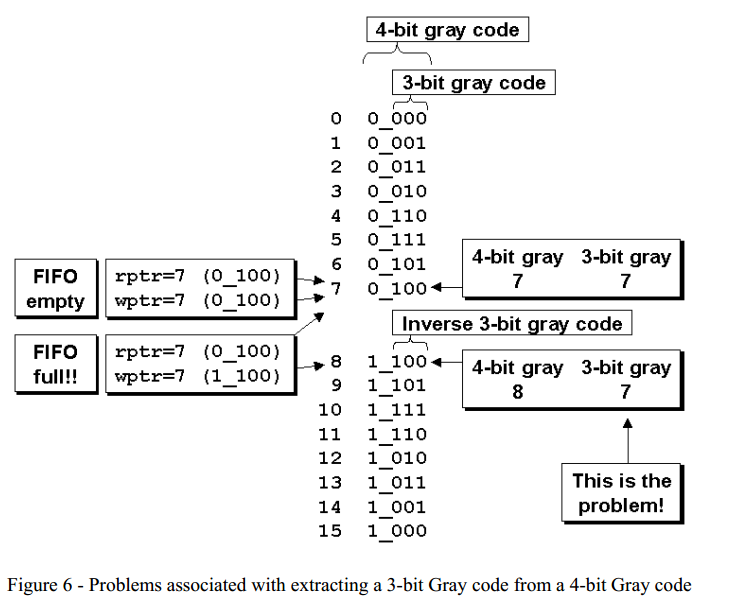 4-bit gray code
3-bit gray code
0 0_000
1 0_001
2 0_011
3 0_010
4 0_110
5 0_111
6 0_101
7 0_100
FIFO
empty
rptr=7 (0_100)
wptr=7 (0_100)
4-bit gray 3-bit gray
7 7
Inverse 3-bit gray code
FIFO
full!!
rptr=7 (0_100)
wptr=7 (1_100)
8 1_100
9 1_101
10 1_111
11 1_110
12 1_010
13 1_011
14 1_001
15 1_000
4-bit gray 3-bit gray
8 7
This is the
problem!
Figure 6 - Problems associated with extracting a 3-bit Gray code from a 4-bit Gray code